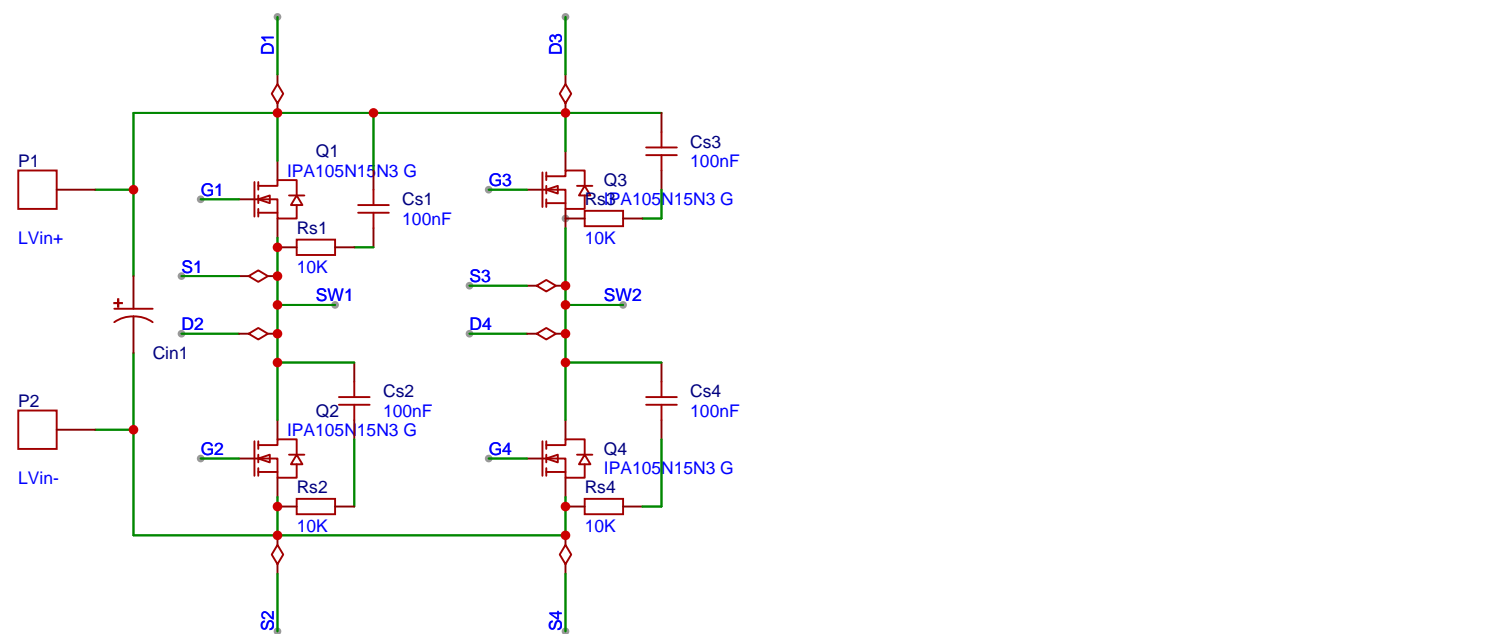 D1
D3
P1
LVin+
Q1
IPA105N15N3 G
G1
Cs1
100nF
Rs1
10K
S1
SW1
D2
+
Cin1
Cs3
100nF
G3
Q3
IPA105N15N3 G
Rs3
10K
S3
SW2
D4
P2
LVin-
Cs2
100nF
Q2
IPA105N15N3 G
G2
Rs2
10K
Cs4
100nF
G4
Q4
IPA105N15N3 G
Rs4
10K
S2
S4